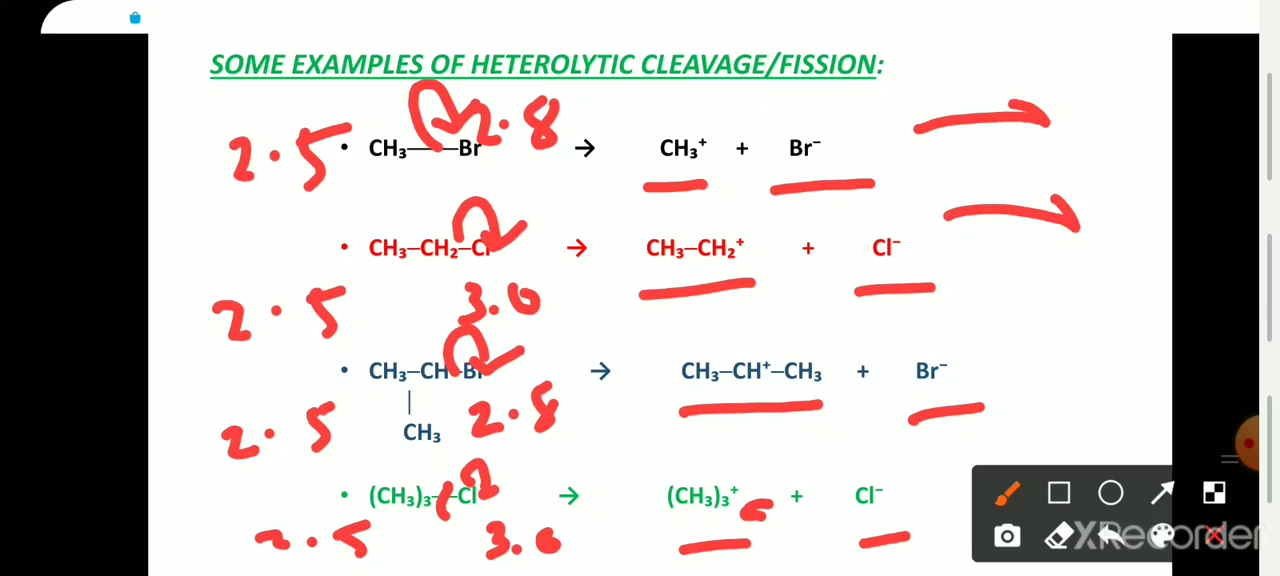 SOME EXAMPLES OF HETEROLYTIC CLEAVAGE/FISSION:
2.5 • CH₃——Br 2.8 → CH₃⁺ + Br⁻
• CH₃–CH₂–Cl → CH₃–CH₂⁺ + Cl⁻
2.5 3.0
• CH₃–CH–Br → CH₃–CH⁺–CH₃ + Br⁻
|
2.5 CH₃ 2.8
• (CH₃)₃——Cl → (CH₃)₃⁺ + Cl⁻
c
2.5 3.0
XRecorder